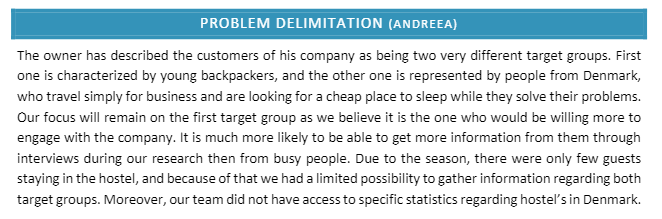 PROBLEM DELIMITATION (ANDREEA)
The owner has described the customers of his company as being two very different target groups. First
one is characterized by young backpackers, and the other one is represented by people from Denmark,
who travel simply for business and are looking for a cheap place to sleep while they solve their problems.
Our focus will remain on the first target group as we believe it is the one who would be willing more to
engage with the company. It is much more likely to be able to get more information from them through
interviews during our research then from busy people. Due to the season, there were only few guests
staying in the hostel, and because of that we had a limited possibility to gather information regarding both
target groups. Moreover, our team did not have access to specific statistics regarding hostel's in Denmark.